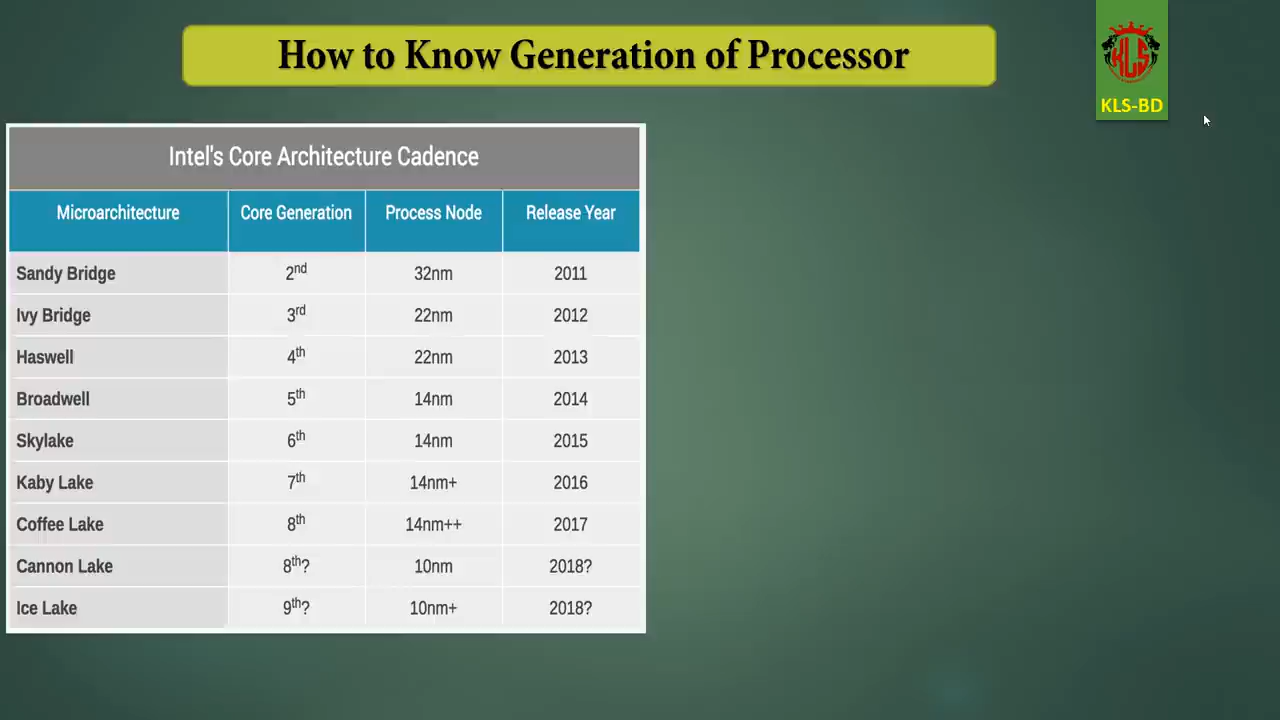 How to Know Generation of Processor
KLS
KLS-BD
Intel's Core Architecture Cadence
Microarchitecture Core Generation Process Node Release Year
Sandy Bridge 2nd 32nm 2011
Ivy Bridge 3rd 22nm 2012
Haswell 4th 22nm 2013
Broadwell 5th 14nm 2014
Skylake 6th 14nm 2015
Kaby Lake 7th 14nm+ 2016
Coffee Lake 8th 14nm++ 2017
Cannon Lake 8th? 10nm 2018?
Ice Lake 9th? 10nm+ 2018?